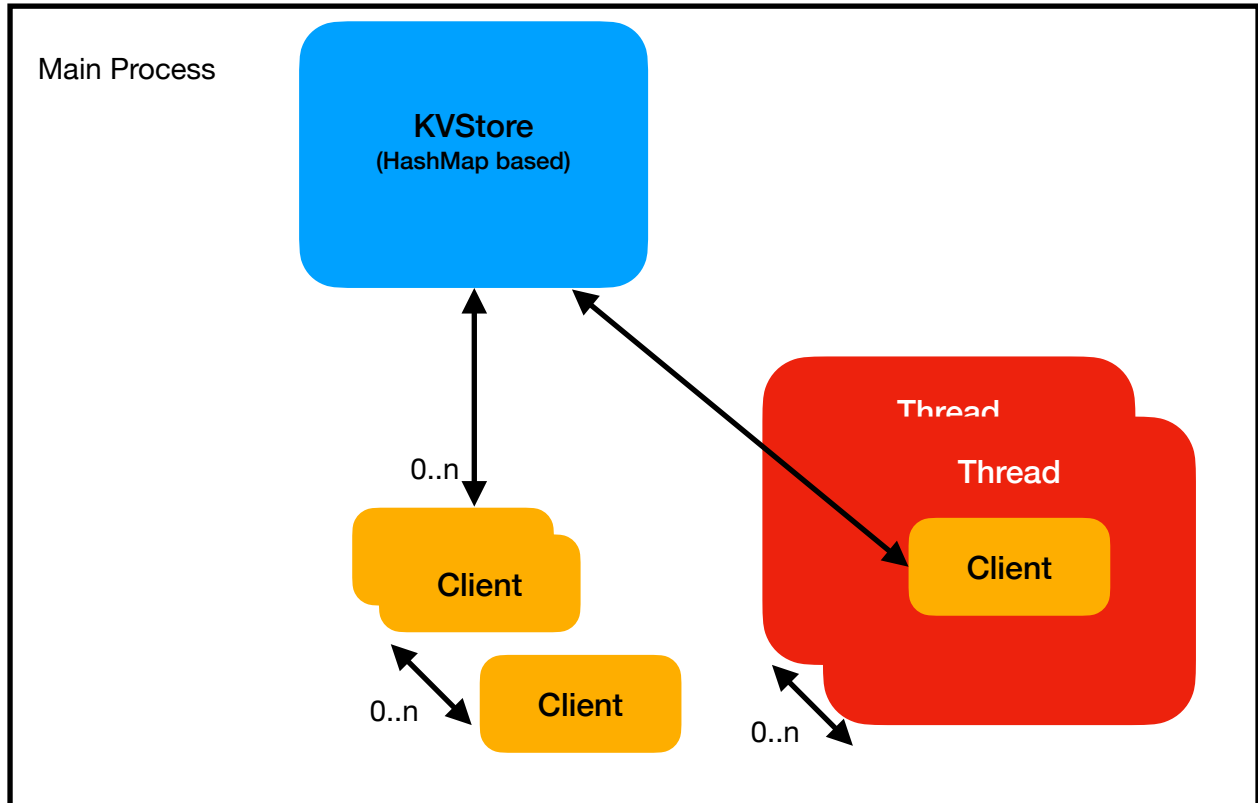 Main Process
KVStore
(HashMap based)
Thread
Thread
0..n
Client
Client
0..n
Client
0..n